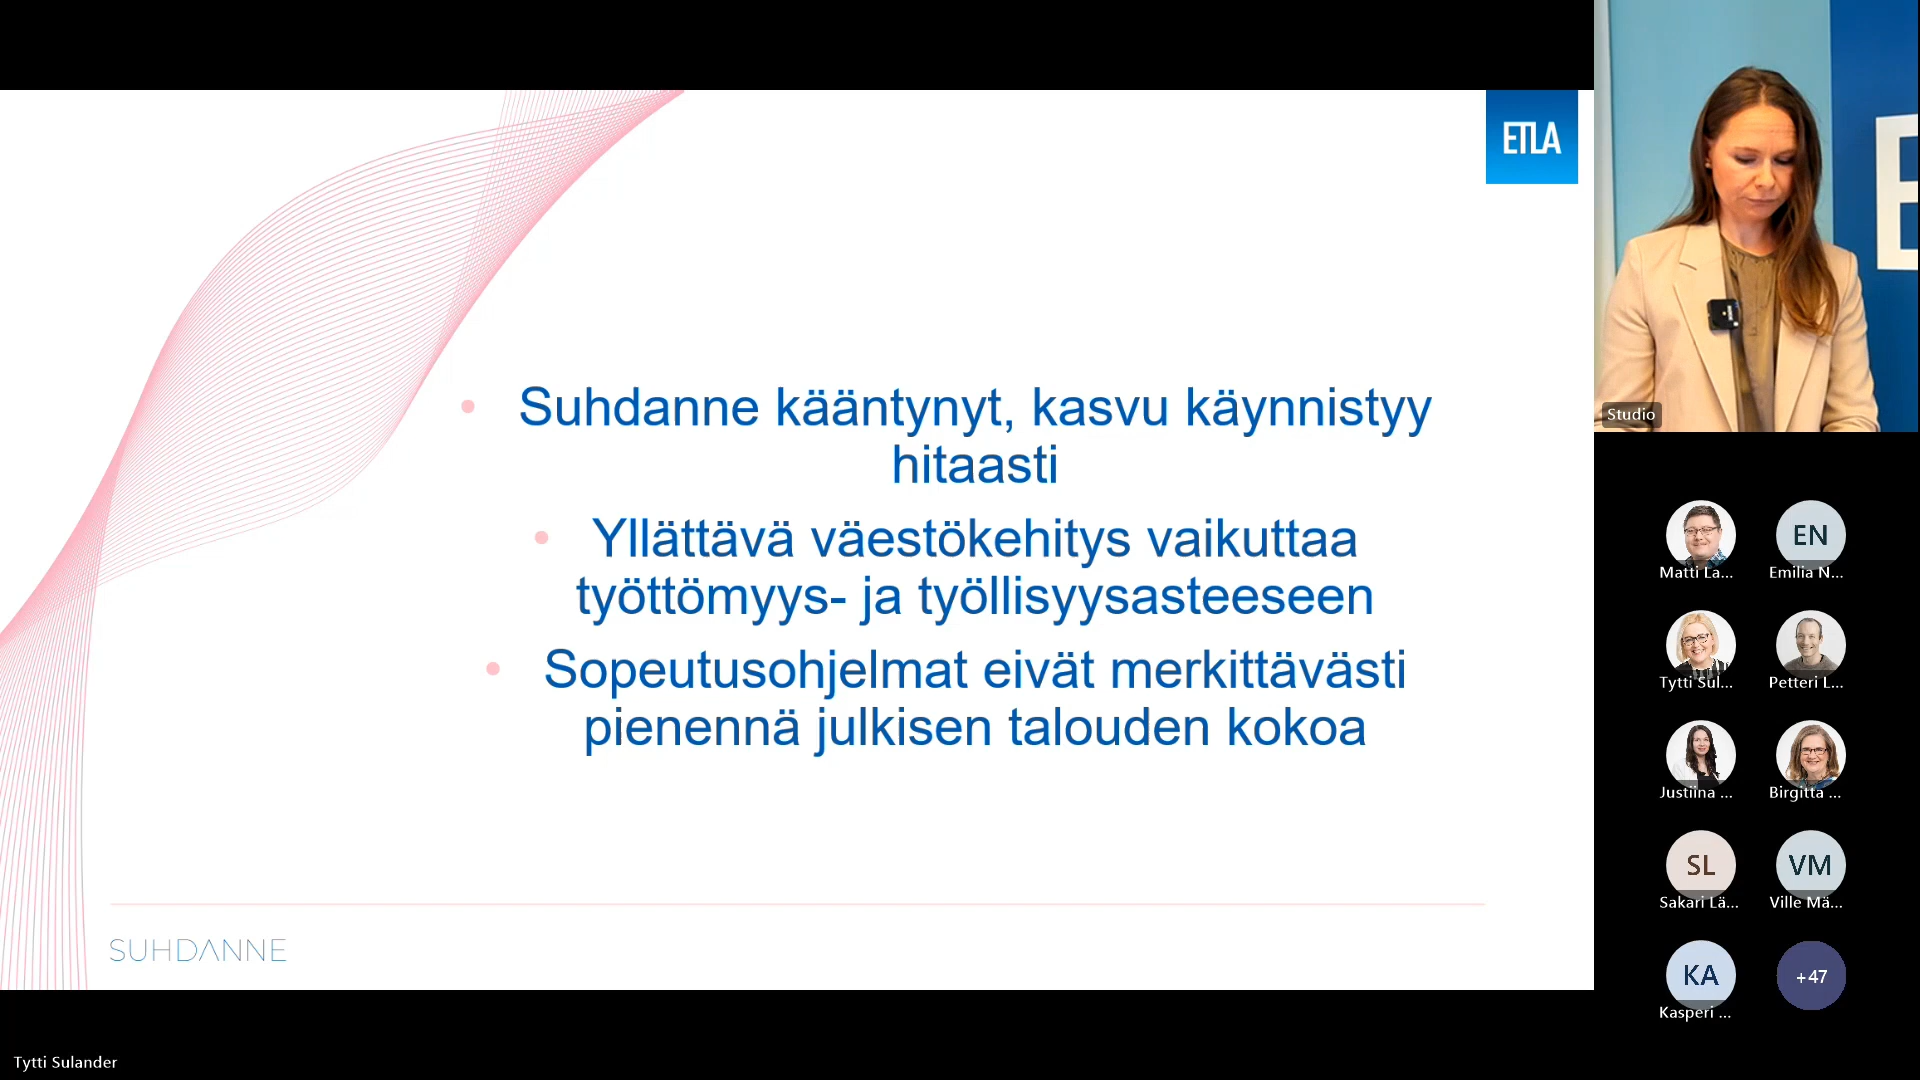 ETLA
Suhdanne kääntynyt, kasvu käynnistyy
hitaasti
Yllättävä väestökehitys vaikuttaa
työttömyys- ja työllisyysasteeseen
Sopeutusohjelmat eivät merkittävästi
pienennä julkisen talouden kokoa
SUHDANNE
Tytti Sulander
E
Studio
EN
Matti La...
Emilia N...
Tytti Sul...
Petteri L...
Justiina ...
Birgitta ...
SL
VM
Sakari Lä...
Ville Mä...
KA
+47
Kasperi ...